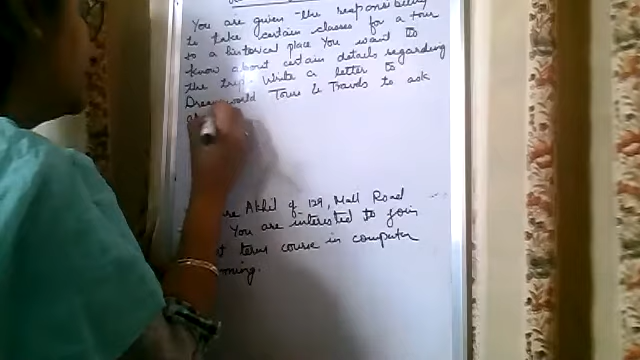 You are given the responsibility
to take certain classes for a tour
to a historical place You want to
know about certain details regarding
the trip Write a letter to
Dreamworld Tours & Travels to ask
Akhil of 129, Mall Road
You are interested to join
term course in computer